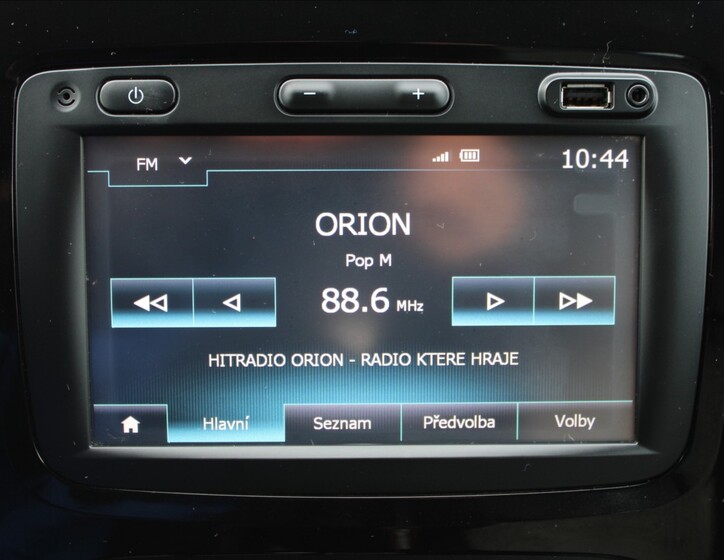 FM
10:44
ORION
Pop M
88.6 MHz
HITRADIO ORION - RADIO KTERE HRAJE
Hlavní
Seznam
Předvolba
Volby